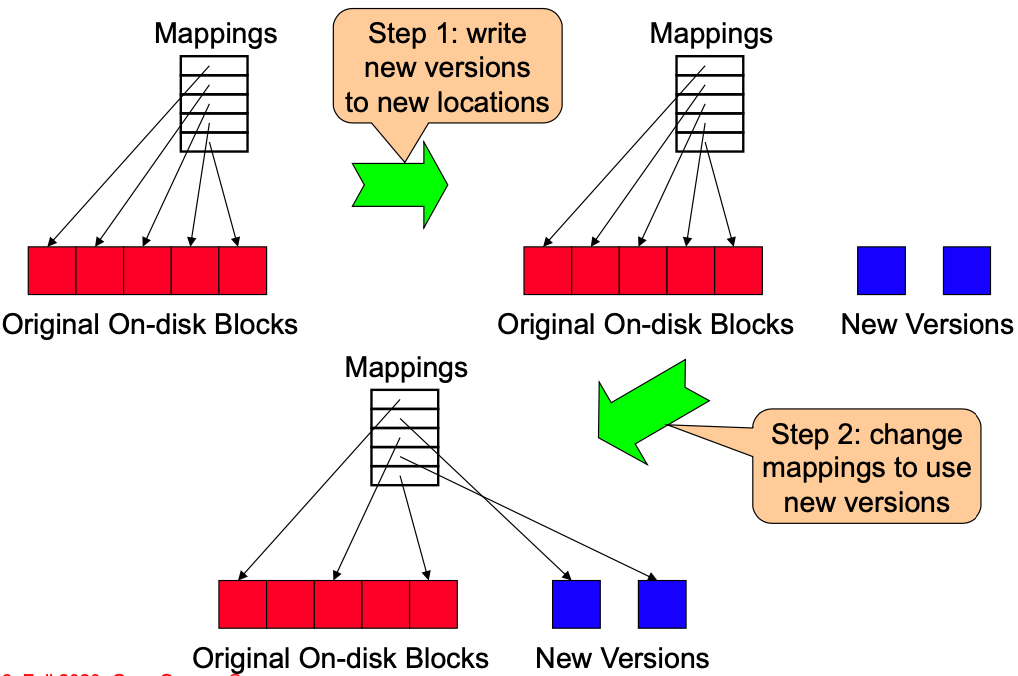 Mappings
Step 1: write
new versions
to new locations
Mappings
Original On-disk Blocks
Original On-disk Blocks
New Versions
Mappings
Step 2: change
mappings to use
new versions
Original On-disk Blocks
New Versions